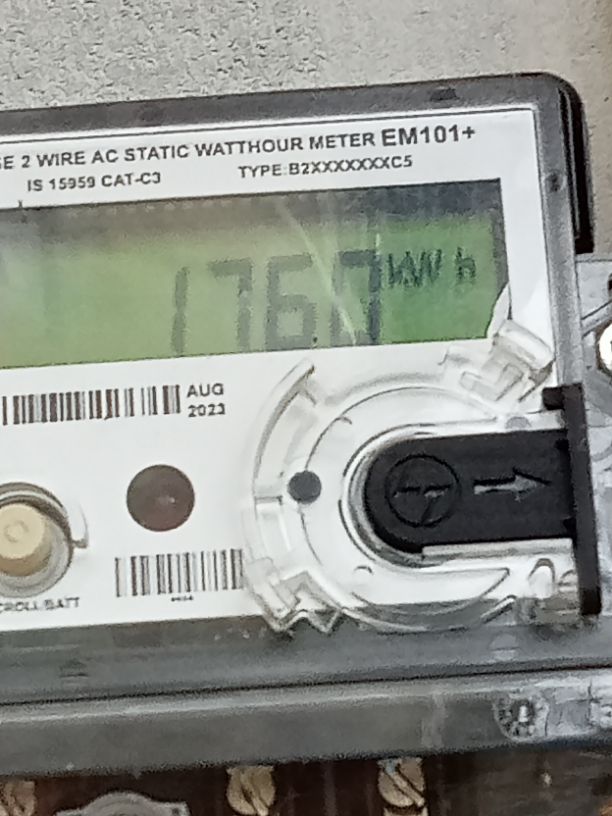 SE 2 WIRE AC STATIC WATTHOUR METER EM101+
IS 15959 CAT-C3 TYPE:B2XXXXXXXC5
1760 kWh
AUG
2023
SCROLL/BATT